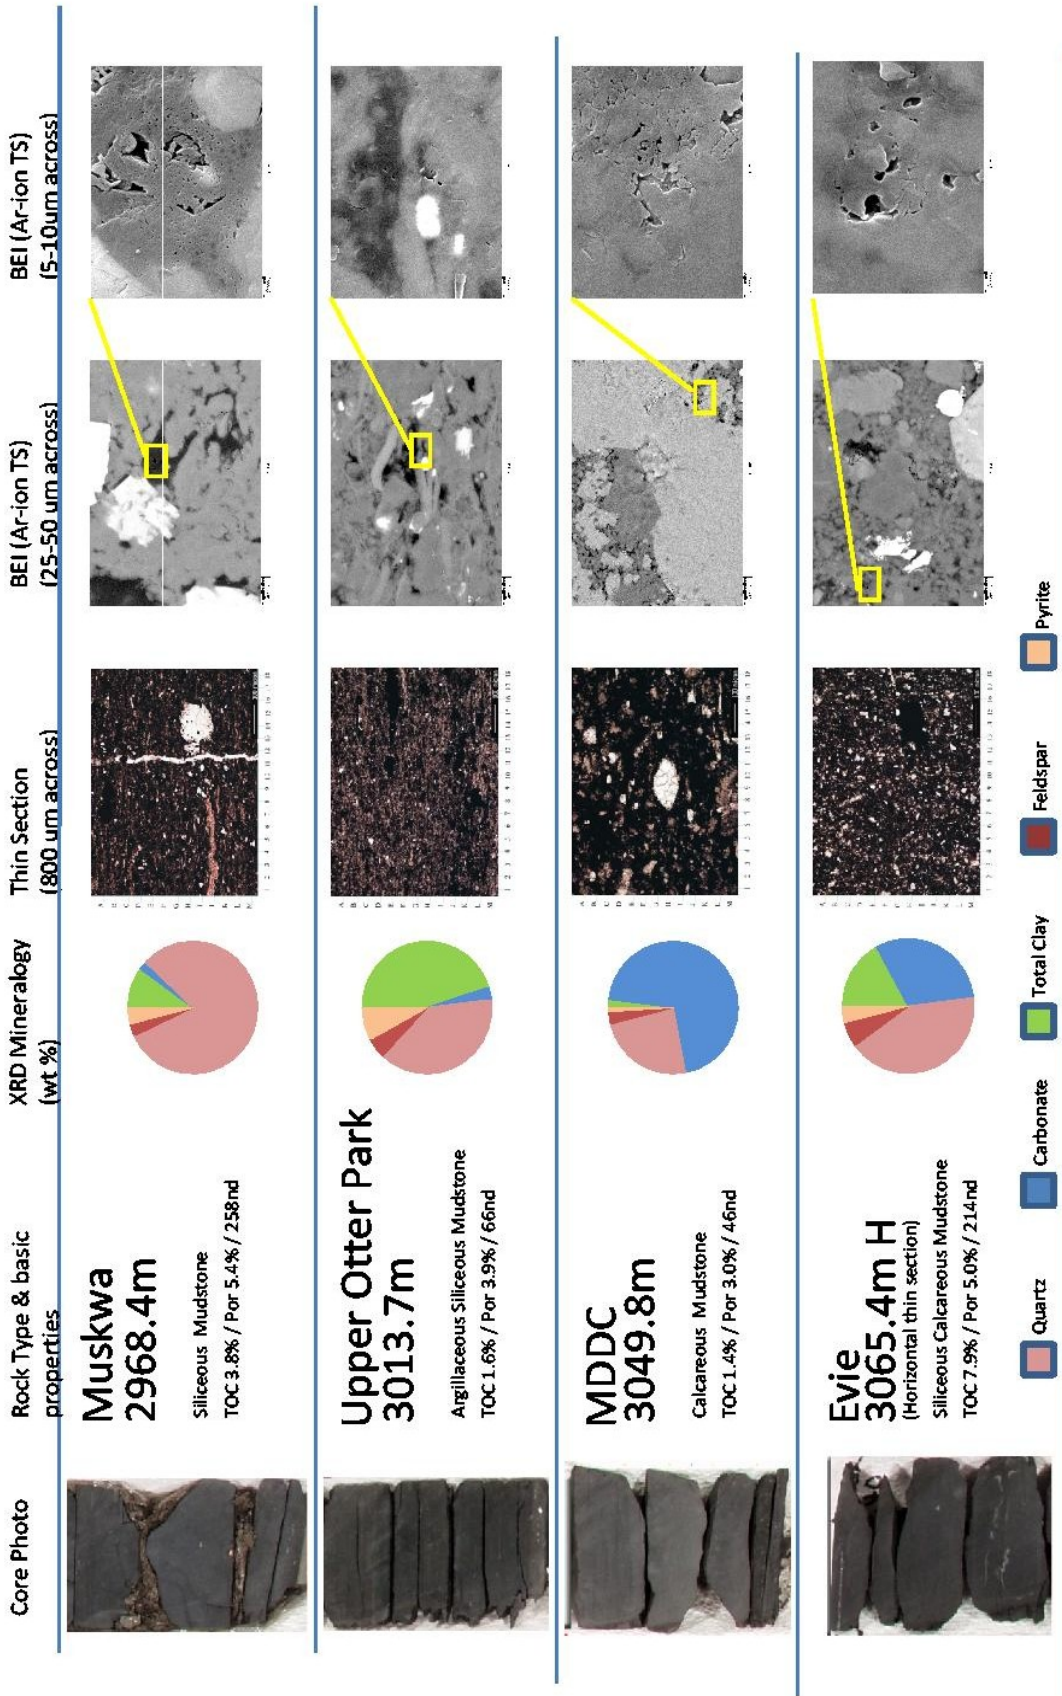 Core Photo
Rock Type & basic
properties
XRD Mineralogy
(wt %)
Thin Section
(800 um across)
BEI (Ar-ion TS)
(25-50 um across)
BEI (Ar-ion TS)
(5-10um across)
Muskwa
2968.4m
Siliceous Mudstone
TOC 3.8% / Por 5.4% / 258nd
Upper Otter Park
3013.7m
Argillaceous Siliceous Mudstone
TOC 1.6% / Por 3.9% / 66nd
MDDC
3049.8m
Calcareous Mudstone
TOC 1.4% / Por 3.0% / 46nd
Evie
3065.4m H
(Horizontal thin section)
Siliceous Calcareous Mudstone
TOC 7.9% / Por 5.0% / 214nd
Quartz
Carbonate
Total Clay
Feldspar
Pyrite